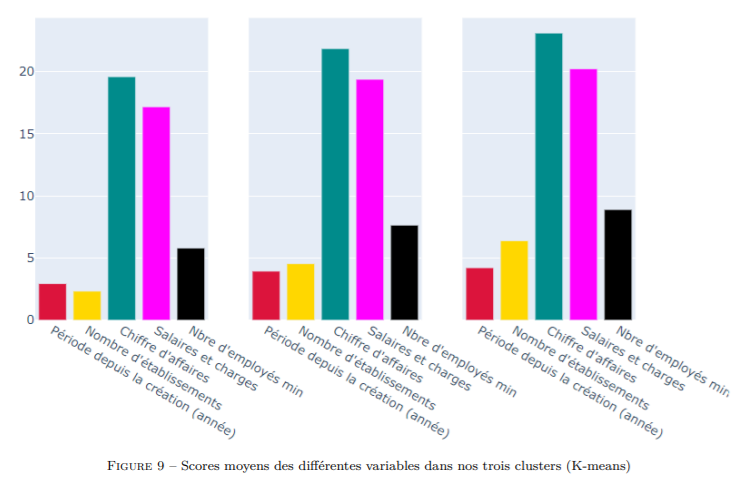 20
15
10
5
0
Période depuis la création (année)
Nombre d'établissements
Chiffre d'affaires
Salaires et charges
Nbre d'employés min
Période depuis la création (année)
Nombre d'établissements
Chiffre d'affaires
Salaires et charges
Nbre d'employés min
Période depuis la création (année)
Nombre d'établissements
Chiffre d'affaires
Salaires et charges
Nbre d'employés min
FIGURE 9 – Scores moyens des différentes variables dans nos trois clusters (K-means)